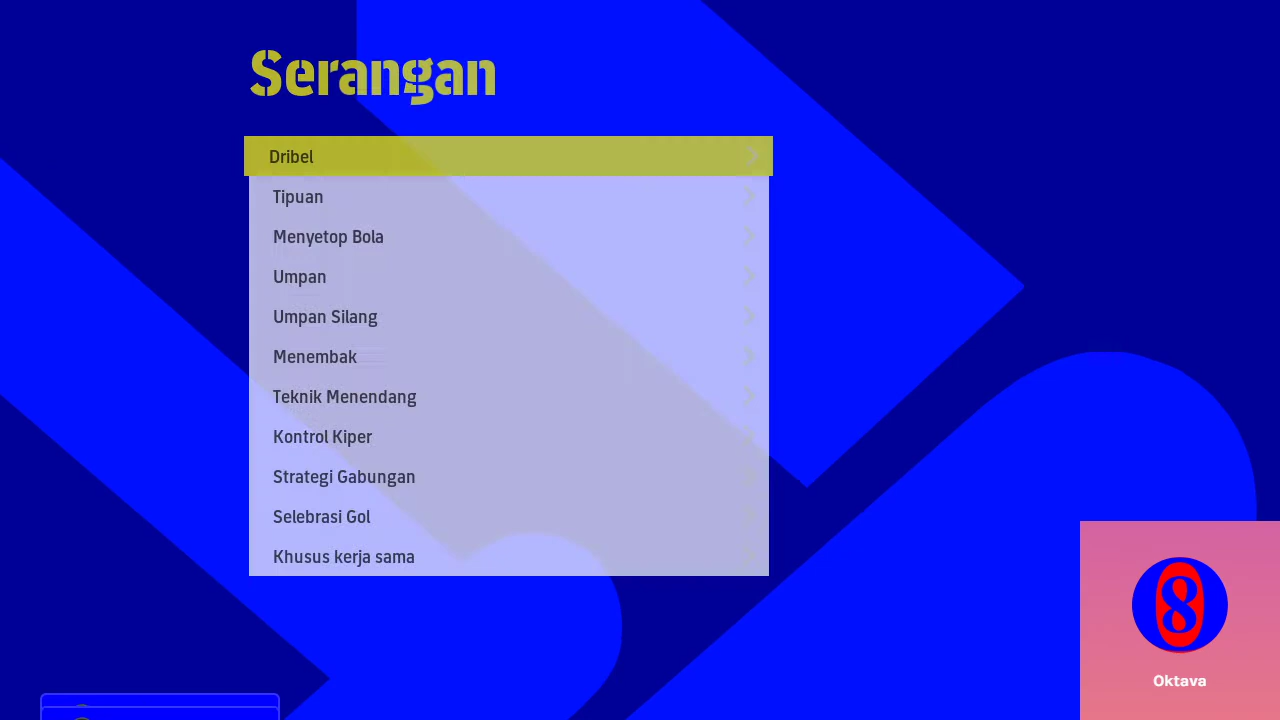 Serangan
Dribel
Tipuan
Menyetop Bola
Umpan
Umpan Silang
Menembak
Teknik Menendang
Kontrol Kiper
Strategi Gabungan
Selebrasi Gol
Khusus kerja sama
8
Oktava